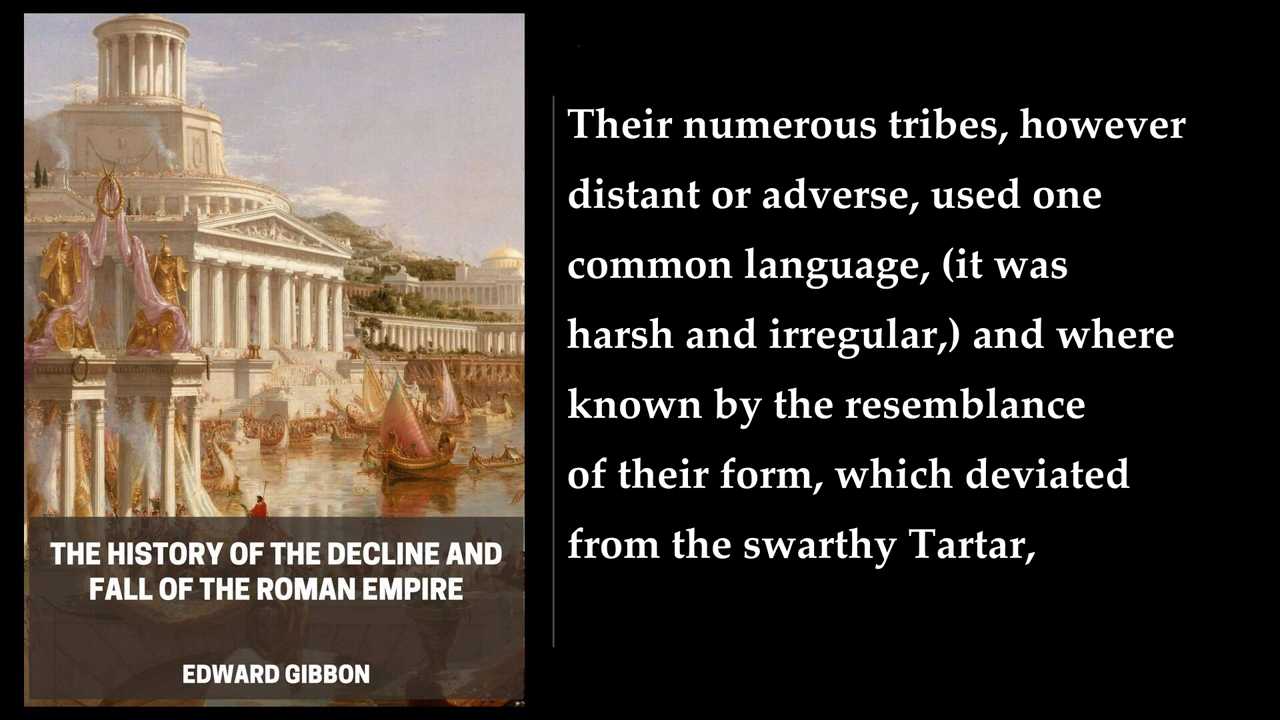 THE HISTORY OF THE DECLINE AND
FALL OF THE ROMAN EMPIRE
EDWARD GIBBON
Their numerous tribes, however
distant or adverse, used one
common language, (it was
harsh and irregular,) and where
known by the resemblance
of their form, which deviated
from the swarthy Tartar,